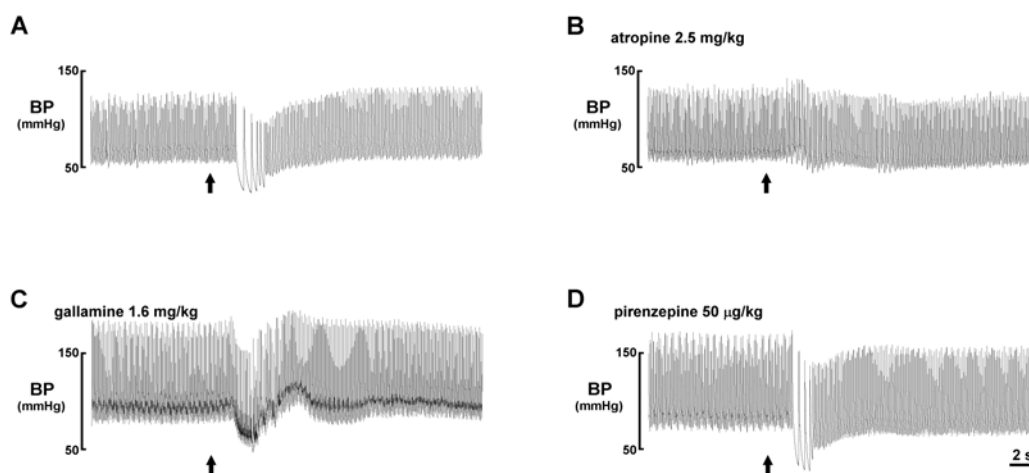 A
150
BP
(mmHg)
50
B
atropine 2.5 mg/kg
150
BP
(mmHg)
50
C
gallamine 1.6 mg/kg
150
BP
(mmHg)
50
D
pirenzepine 50 μg/kg
150
BP
(mmHg)
50
2 s